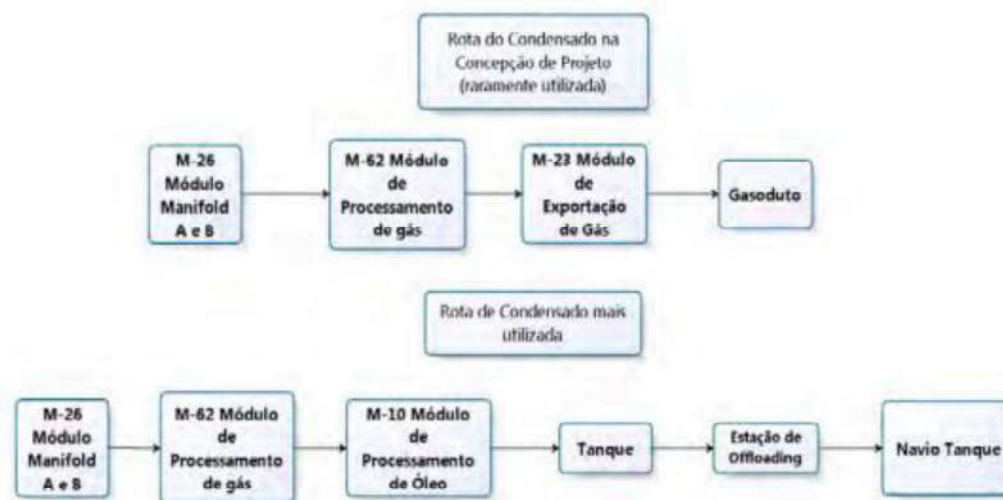 Rota do Condensado na
Concepção de Projeto
(raramente utilizada)
M-26
Módulo
Manifold
A e B
M-62 Módulo
de
Processamento
de gás
M-23 Módulo
de
Exportação
de Gás
Gasoduto
Rota de Condensado mais
utilizada
M-26
Módulo
Manifold
A e B
M-62 Módulo
de
Processamento
de gás
M-10 Módulo
de
Processamento
de Óleo
Tanque
Estação de
Offloading
Navio Tanque